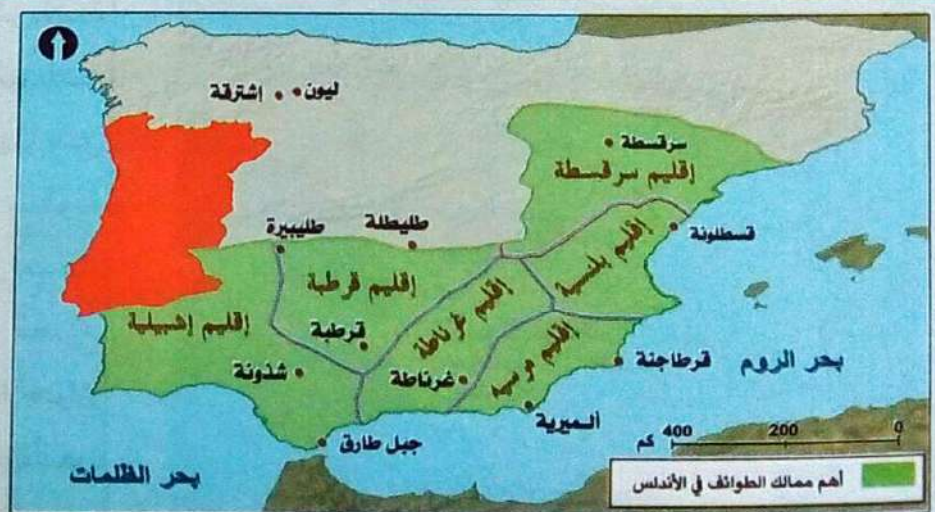 ليون
إشترقة
سرقسطة
إقليم سرقسطة
طليطلة
طلبيرة
قسطلونة
إقليم بلنسية
إقليم قرطبة
إقليم غرناطة
إقليم إشبيلية
قرطبة
إقليم مرسية
شذونة
غرناطة
قرطاجنة
بحر الروم
ألميرية
جبل طارق
400 200 0
كم
بحر الظلمات
أهم ممالك الطوائف في الأندلس